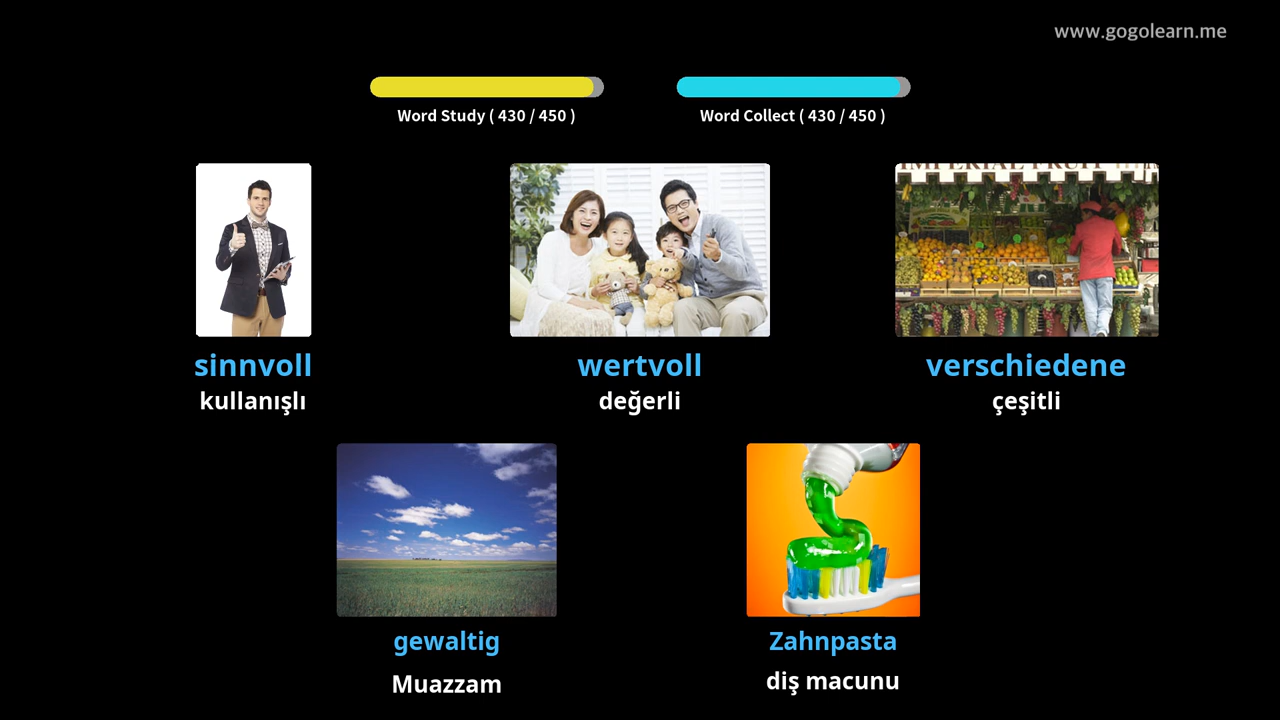 www.gogolearn.me
Word Study ( 430 / 450 )
Word Collect ( 430 / 450 )
sinnvoll
kullanışlı
wertvoll
değerli
verschiedene
çeşitli
gewaltig
Muazzam
Zahnpasta
diş macunu